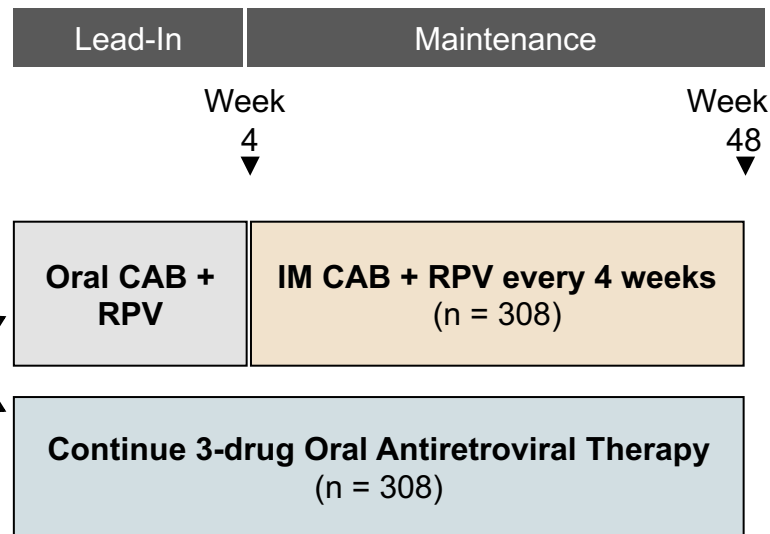 Lead-In
Maintenance
Week
4
Week
48
Oral CAB +
RPV
IM CAB + RPV every 4 weeks
(n = 308)
Continue 3-drug Oral Antiretroviral Therapy
(n = 308)